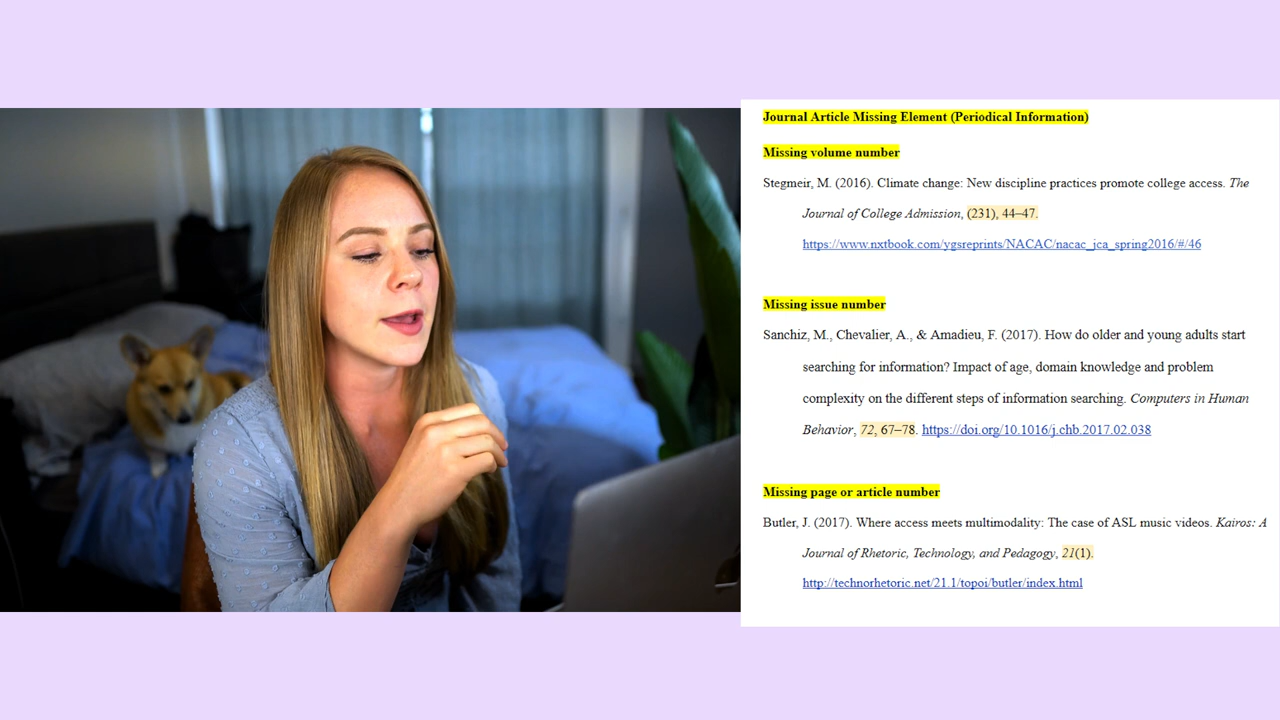 Journal Article Missing Element (Periodical Information)
Missing volume number
Stegmeir, M. (2016). Climate change: New discipline practices promote college access. The
Journal of College Admission, (231), 44–47.
https://www.nxtbook.com/ygsreprints/NACAC/nacac_jca_spring2016/#/46
Missing issue number
Sanchiz, M., Chevalier, A., & Amadieu, F. (2017). How do older and young adults start
searching for information? Impact of age, domain knowledge and problem
complexity on the different steps of information searching. Computers in Human
Behavior, 72, 67–78. https://doi.org/10.1016/j.chb.2017.02.038
Missing page or article number
Butler, J. (2017). Where access meets multimodality: The case of ASL music videos. Kairos: A
Journal of Rhetoric, Technology, and Pedagogy, 21(1).
http://technorhetoric.net/21.1/topoi/butler/index.html